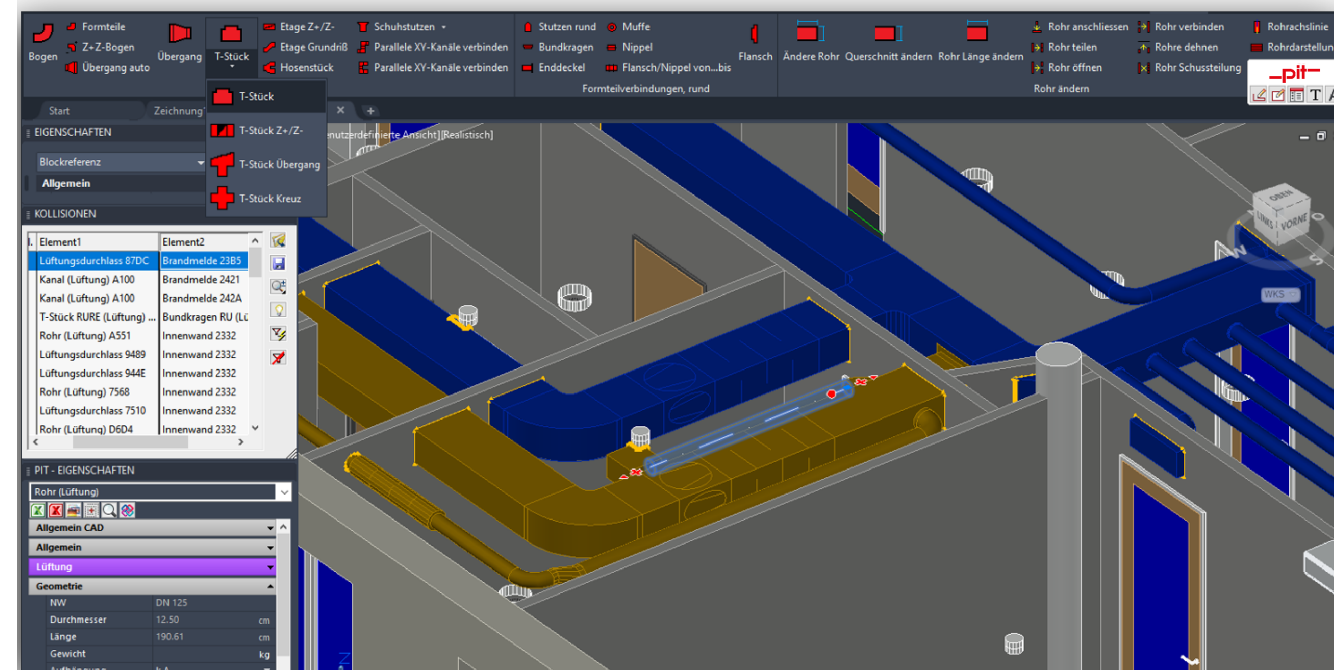 Formteile
Z+Z-Bogen
Übergang auto
Bogen
Übergang
T-Stück
Etage Z+/Z-
Etage Grundriß
Hosenstück
Schuhstutzen
Parallele XY-Kanäle verbinden
Parallele XY-Kanäle verbinden
Stutzen rund
Bundkragen
Enddeckel
Muffe
Nippel
Flansch/Nippel von...bis
Flansch
Formteilverbindungen, rund
Ändere Rohr
Querschnitt ändern
Rohr Länge ändern
Rohr anschliessen
Rohr teilen
Rohr öffnen
Rohr verbinden
Rohre dehnen
Rohr Schussteilung
Rohr ändern
Rohrachslinie
Rohrdarstellun
pit
T-Stück
T-Stück Z+/Z-
T-Stück Übergang
T-Stück Kreuz
Start
Zeichnung
EIGENSCHAFTEN
Blockreferenz
Allgemein
nutzerdefinierte Ansicht][Realistisch]
OBEN
LINKS
VORNE
W
S
WKS
KOLLISIONEN
Element1 Element2
Lüftungsdurchlass 87DC Brandmelde 23B5
Kanal (Lüftung) A100 Brandmelde 2421
Kanal (Lüftung) A100 Brandmelde 242A
T-Stück RURE (Lüftung) ... Bundkragen RU (Lü
Rohr (Lüftung) A551 Innenwand 2332
Lüftungsdurchlass 9489 Innenwand 2332
Lüftungsdurchlass 944E Innenwand 2332
Rohr (Lüftung) 7568 Innenwand 2332
Lüftungsdurchlass 7510 Innenwand 2332
Rohr (Lüftung) D6D4 Innenwand 2332
PIT - EIGENSCHAFTEN
Rohr (Lüftung)
Allgemein CAD
Allgemein
Lüftung
Geometrie
NW DN 125
Durchmesser 12.50 cm
Länge 190.61 cm
Gewicht kg